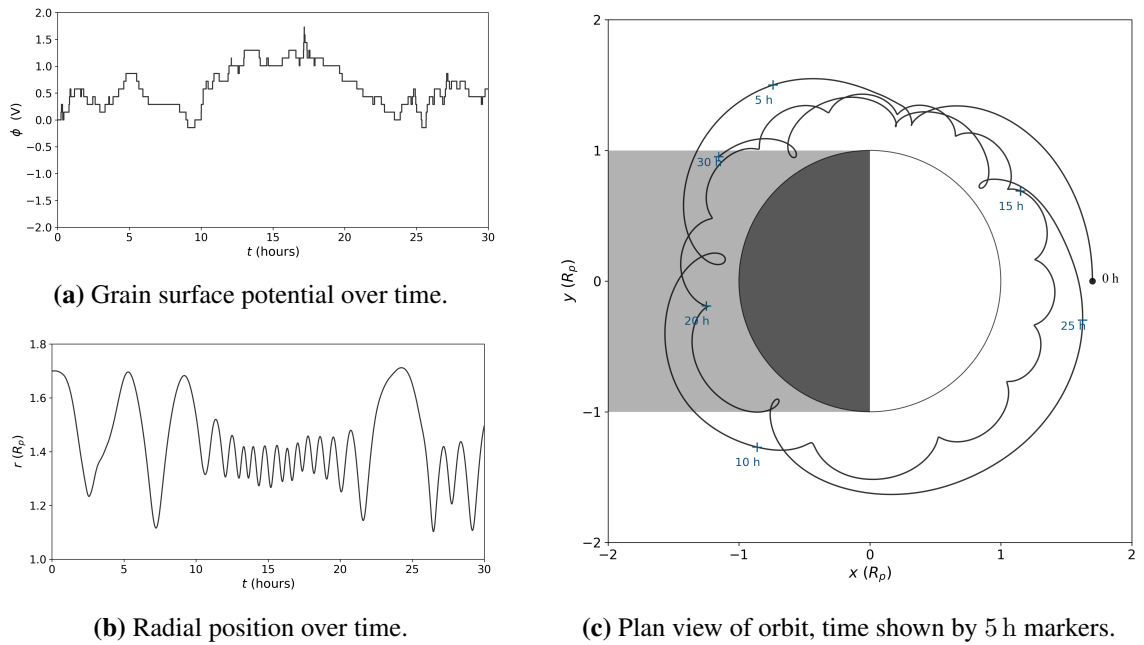 2.0
1.5
1.0
0.5
0.0
−0.5
−1.0
−1.5
−2.0
ϕ (V)
0 5 10 15 20 25 30
t (hours)
(a) Grain surface potential over time.
1.8
1.6
1.4
1.2
1.0
r (Rp)
0 5 10 15 20 25 30
t (hours)
(b) Radial position over time.
2
1
0
−1
−2
y (Rp)
5 h
30 h
15 h
0 h
20 h
25 h
10 h
−2 −1 0 1 2
x (Rp)
(c) Plan view of orbit, time shown by 5 h markers.